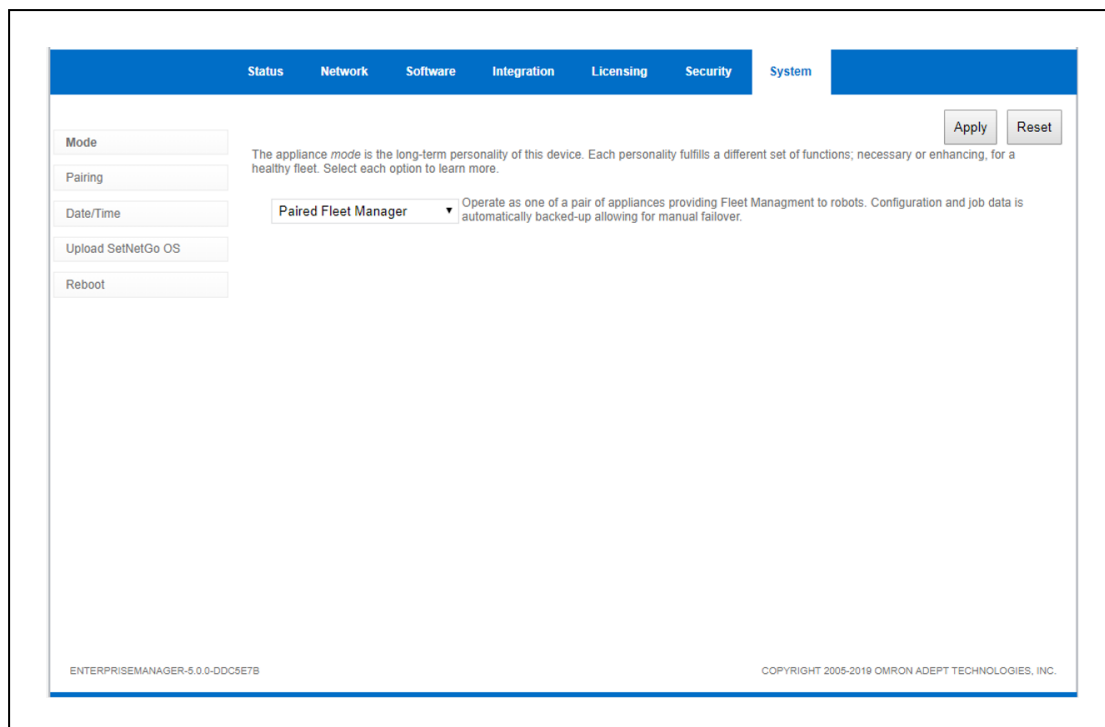 Status Network Software Integration Licensing Security System
Apply Reset
Mode
Pairing
Date/Time
Upload SetNetGo OS
Reboot
The appliance mode is the long-term personality of this device. Each personality fulfills a different set of functions; necessary or enhancing, for a
healthy fleet. Select each option to learn more.
Paired Fleet Manager
Operate as one of a pair of appliances providing Fleet Managment to robots. Configuration and job data is
automatically backed-up allowing for manual failover.
ENTERPRISEMANAGER-5.0.0-DDC5E7B
COPYRIGHT 2005-2019 OMRON ADEPT TECHNOLOGIES, INC.